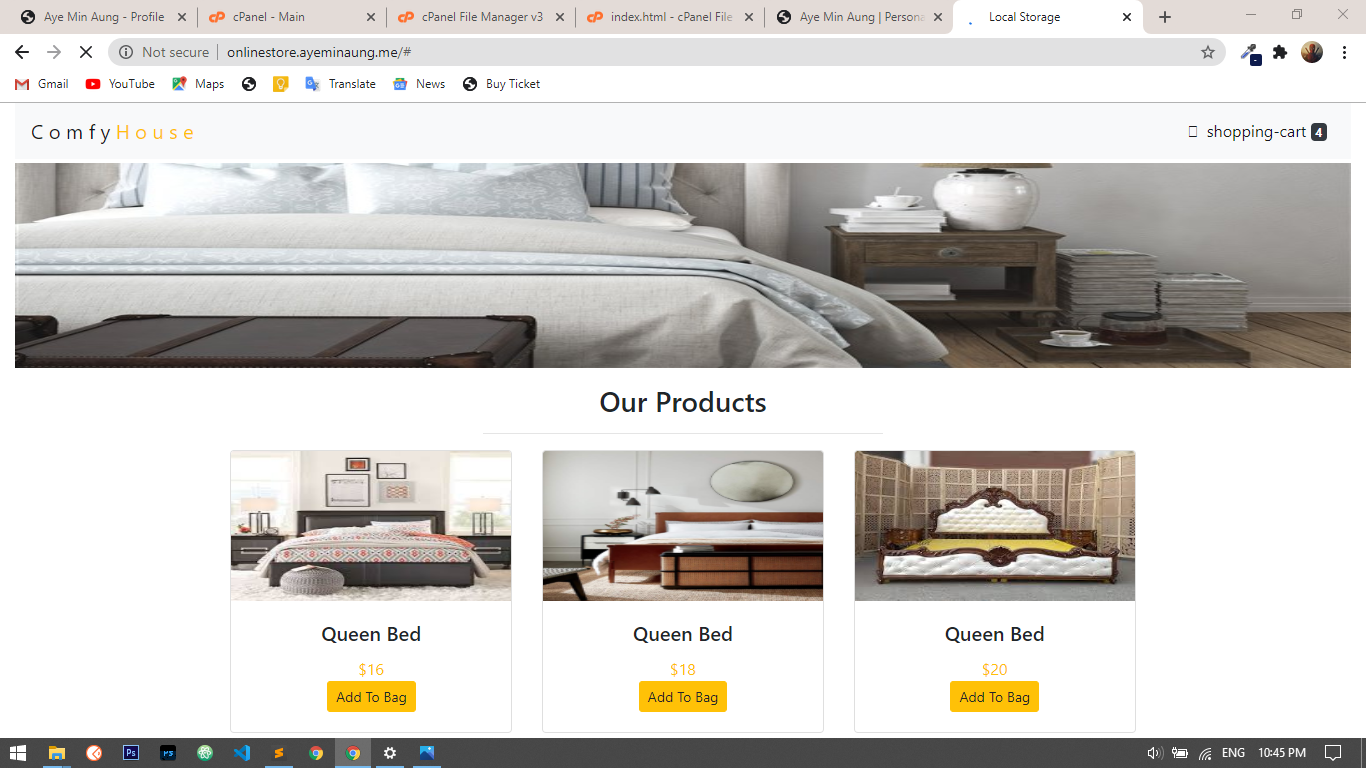 Aye Min Aung - Profile
cPanel - Main
cPanel File Manager v3
index.html - cPanel File
Aye Min Aung | Persona
Local Storage
Not secure | onlinestore.ayeminaung.me/#
Gmail
YouTube
Maps
Translate
News
Buy Ticket
ComfyHouse
shopping-cart 4
Our Products
Queen Bed
$16
Add To Bag
Queen Bed
$18
Add To Bag
Queen Bed
$20
Add To Bag
ENG
10:45 PM